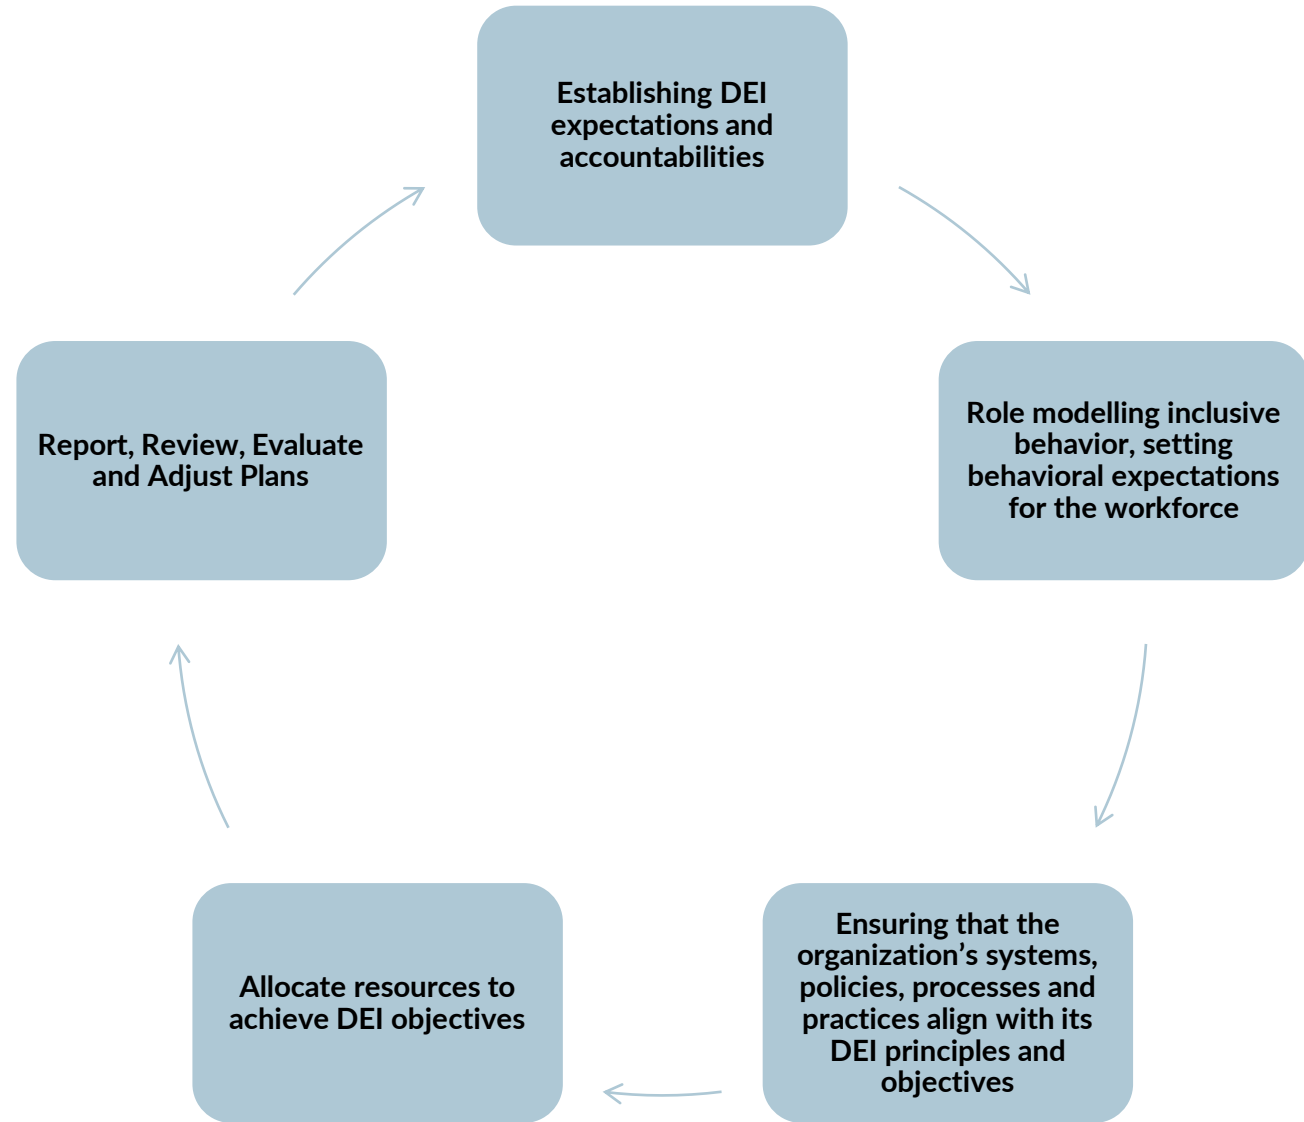 Establishing DEI
expectations and
accountabilities
Role modelling inclusive
behavior, setting
behavioral expectations
for the workforce
Ensuring that the
organization’s systems,
policies, processes and
practices align with its
DEI principles and
objectives
Allocate resources to
achieve DEI objectives
Report, Review, Evaluate
and Adjust Plans